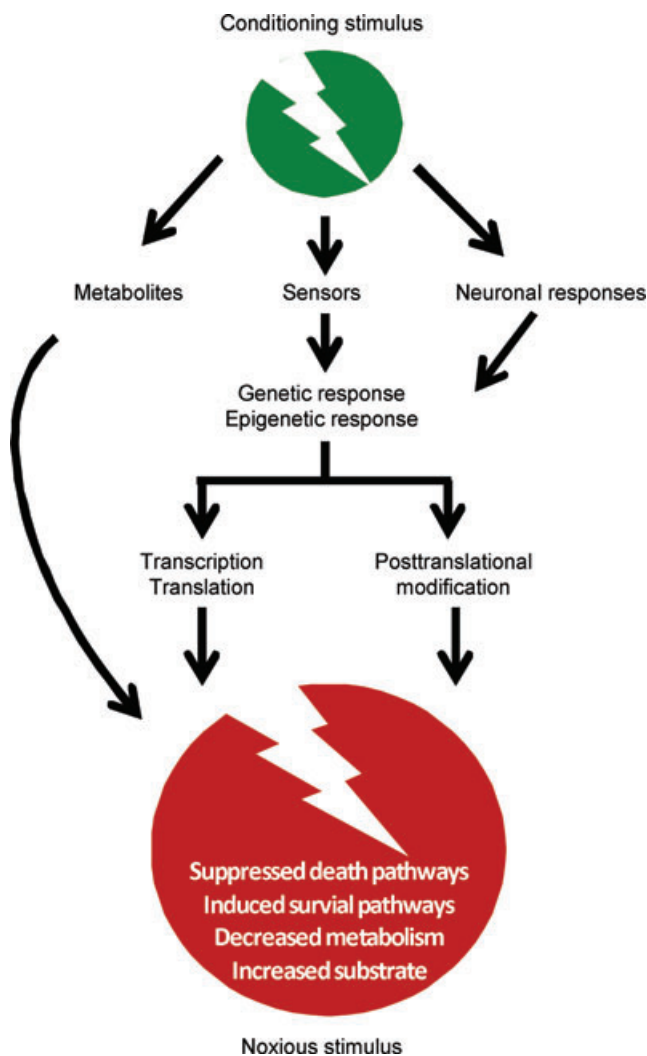 Conditioning stimulus
Metabolites
Sensors
Neuronal responses
Genetic response
Epigenetic response
Transcription
Translation
Posttranslational
modification
Suppressed death pathways
Induced survial pathways
Decreased metabolism
Increased substrate
Noxious stimulus